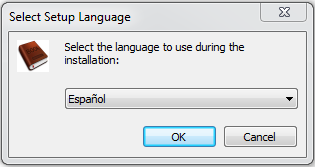 Select Setup Language
Select the language to use during the
installation:
Español
OK
Cancel